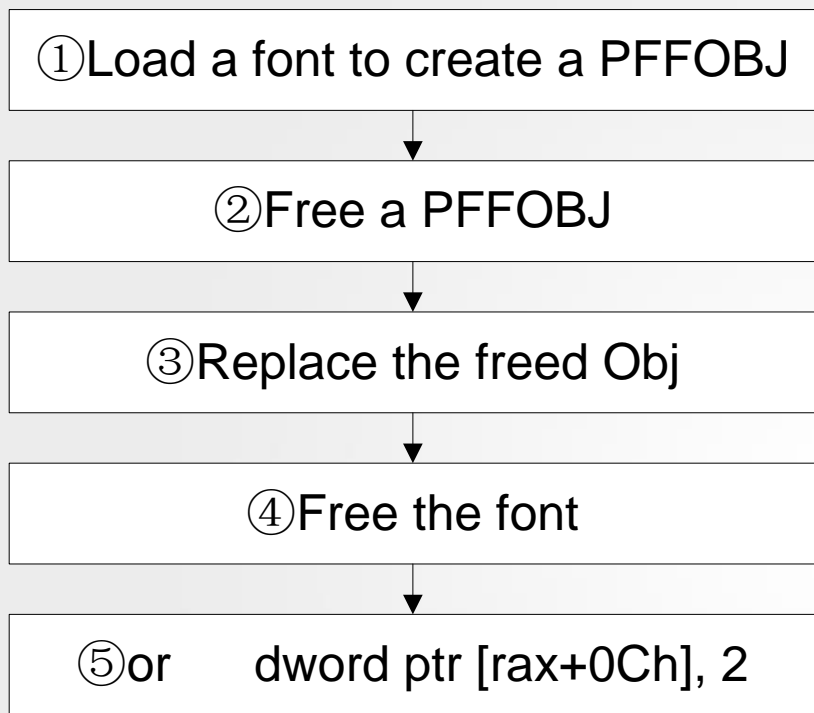 ①Load a font to create a PFFOBJ
②Free a PFFOBJ
③Replace the freed Obj
④Free the font
⑤or dword ptr [rax+0Ch], 2